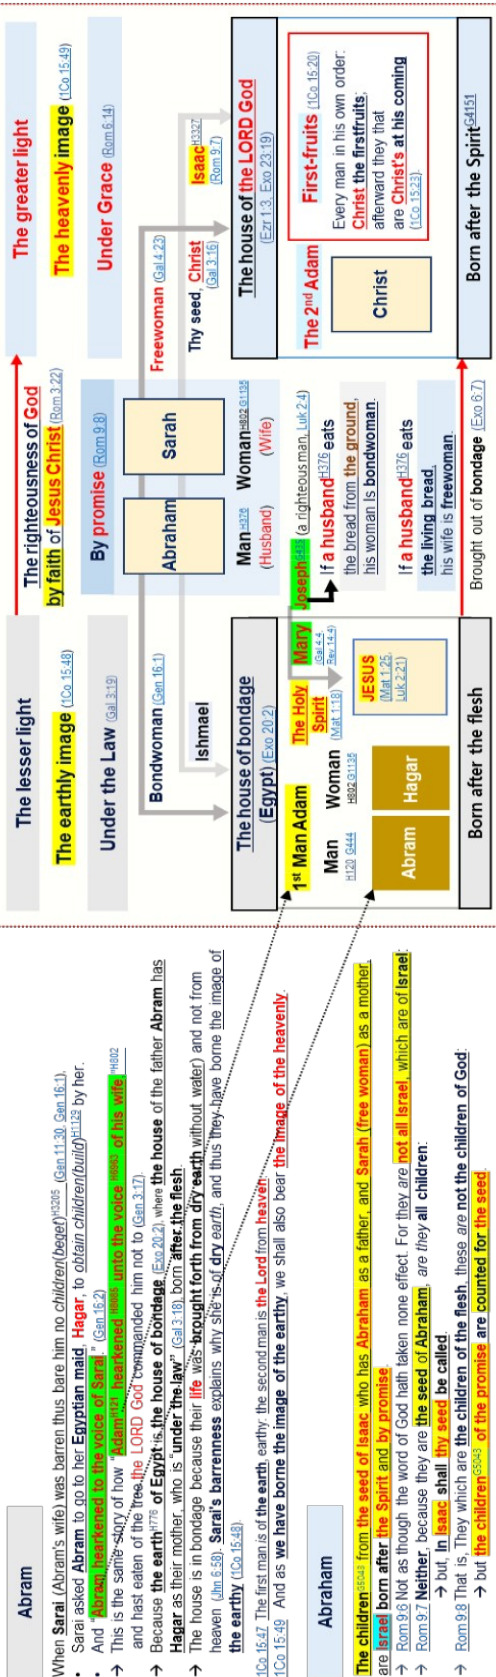 Abram
When Sarai (Abram's wife) was barren thus bare him no children(beget)H3205 (Gen 11:30, Gen 16:1),
• Sarai asked Abram to go to her Egyptian maid, Hagar, to obtain children(build)H1129 by her.
• And "Abram hearkened to the voice of Sarai." (Gen 16:2)
→ This is the same story of how "AdamH121 hearkenedH8085 unto the voiceH6963 of his wife,"H802
and hast eaten of the tree the LORD God commanded him not to (Gen 3:17).
→ Because the earthH776 of Egypt is the house of bondage (Exo 20:2), where the house of the father Abram has
Hagar as their mother, who is "under the law" (Gal 3:18), born after the flesh.
→ The house is in bondage because their life was brought forth from dry earth without water) and not from
heaven (Jhn 6:58). Sarai's barrenness explains why she is of dry earth, and thus they have borne the image of
the earthy (1Co 15:48).
1Co 15:47 The first man is of the earth, earthy: the second man is the Lord from heaven.
1Co 15:49 And as we have borne the image of the earthy, we shall also bear the image of the heavenly.
Abraham
The childrenG5043 from the seed of Isaac who has Abraham as a father, and Sarah (free woman) as a mother,
are Israel born after the Spirit and by promise.
→ Rom 9:6 Not as though the word of God hath taken none effect. For they are not all Israel, which are of Israel:
→ Rom 9:7 Neither, because they are the seed of Abraham, are they all children:
→ but, In Isaac shall thy seed be called.
→ Rom 9:8 That is, They which are the children of the flesh, these are not the children of God:
→ but the childrenG5043 of the promise are counted for the seed.
The lesser light
The righteousness of God
by faith of Jesus Christ (Rom 3:22)
The greater light
The earthly image (1Co 15:48)
The heavenly image (1Co 15:49)
Under the Law (Gal 3:19)
By promise (Rom 9:8)
Under Grace (Rom 6:14)
Abraham
Sarah
Bondwoman (Gen 16:1)
Freewoman (Gal 4:23)
Man H376
(Husband)
Woman H802 G1135
(Wife)
Ishmael
Thy seed, Christ
(Gal 3:16)
IsaacH3327
(Rom 9:7)
The house of bondage
(Egypt) (Exo 20:2)
The house of the LORD God
(Ezr 1:3, Exo 23:19)
1st Man Adam
The Holy
Spirit
(Mat 1:18)
Mary
(Gal 4:4,
Rev 14:4)
Joseph (a righteous man, Luk 2:4)
Man
H120 G444
Woman
H802 G1135
JESUS
(Mat 1:25,
Luk 2:21)
Abram
Hagar
If a husbandH376 eats
the bread from the ground,
his woman Is bondwoman.
If a husbandH376 eats
the living bread,
his wife is freewoman.
The 2nd Adam
Christ
First-fruits (1Co 15:20)
Every man in his own order:
Christ the firstfruits;
afterward they that
are Christ's at his coming
(1Co 15:23).
Born after the flesh
Brought out of bondage (Exo 6:7)
Born after the SpiritG4151